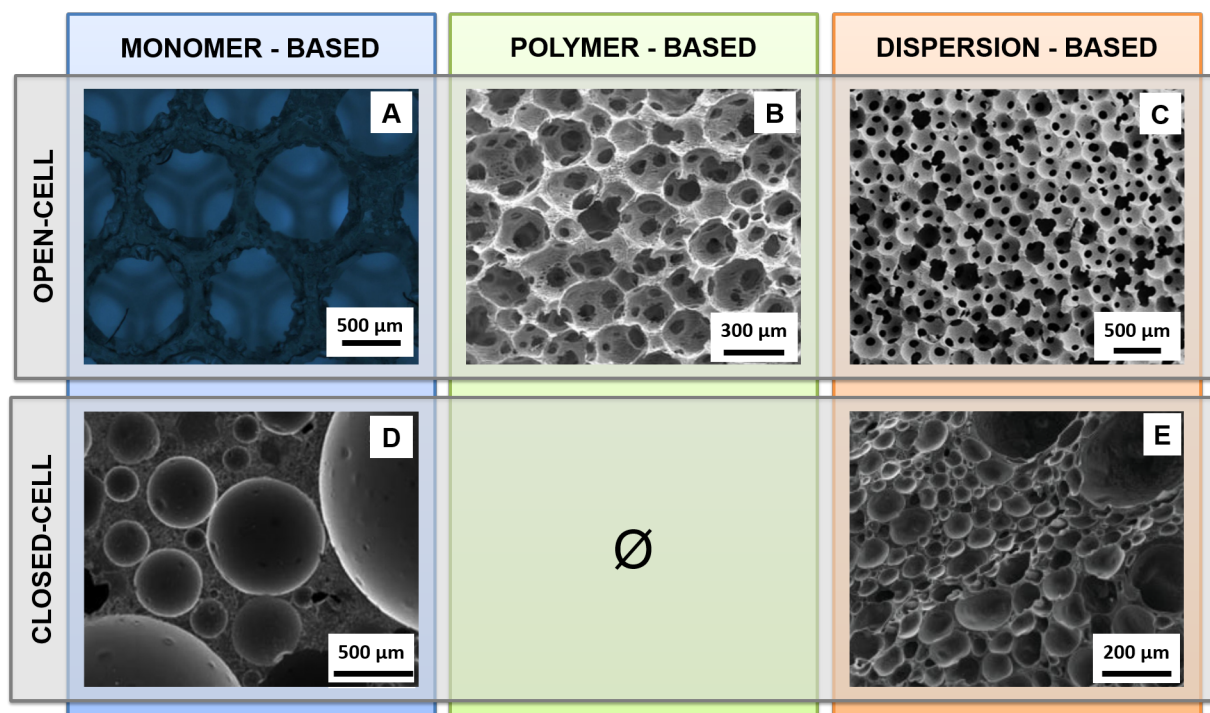 MONOMER - BASED
POLYMER - BASED
DISPERSION - BASED
OPEN-CELL
A
500 µm
B
300 µm
C
500 µm
CLOSED-CELL
D
500 µm
Ø
E
200 µm